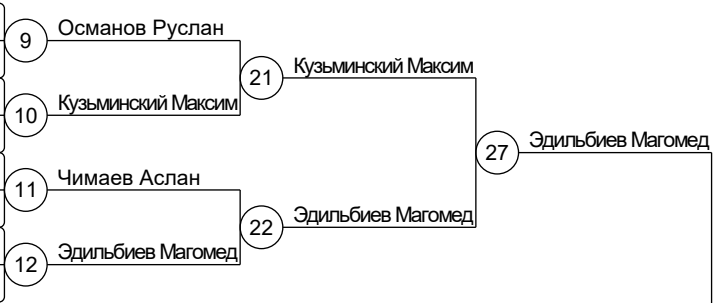 9 Османов Руслан
21 Кузьминский Максим
10 Кузьминский Максим
27 Эдильбиев Магомед
11 Чимаев Аслан
22 Эдильбиев Магомед
12 Эдильбиев Магомед